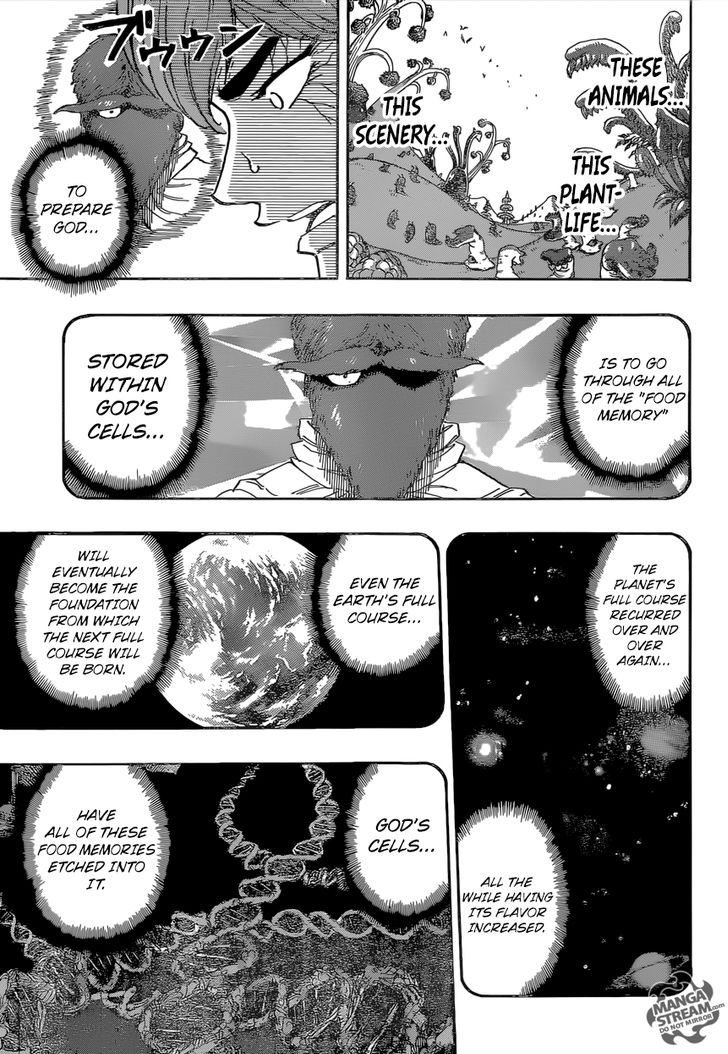 THESE
ANIMALS...
THIS
SCENERY...
THIS
PLANT-
LIFE...
ブウゥン
TO
PREPARE
GOD...
IS TO GO
THROUGH ALL
OF THE "FOOD
MEMORY"
STORED
WITHIN
GOD'S
CELLS...
THE
PLANET'S
FULL COURSE
RECURRED
OVER AND
OVER
AGAIN...
ALL THE
WHILE HAVING
ITS FLAVOR
INCREASED.
EVEN THE
EARTH'S FULL
COURSE...
WILL
EVENTUALLY
BECOME THE
FOUNDATION
FROM WHICH
THE NEXT FULL
COURSE WILL
BE BORN.
GOD'S
CELLS...
HAVE
ALL OF THESE
FOOD MEMORIES
ETCHED INTO
IT.
MANGA
STREAM.com
DO NOT MIRROR!